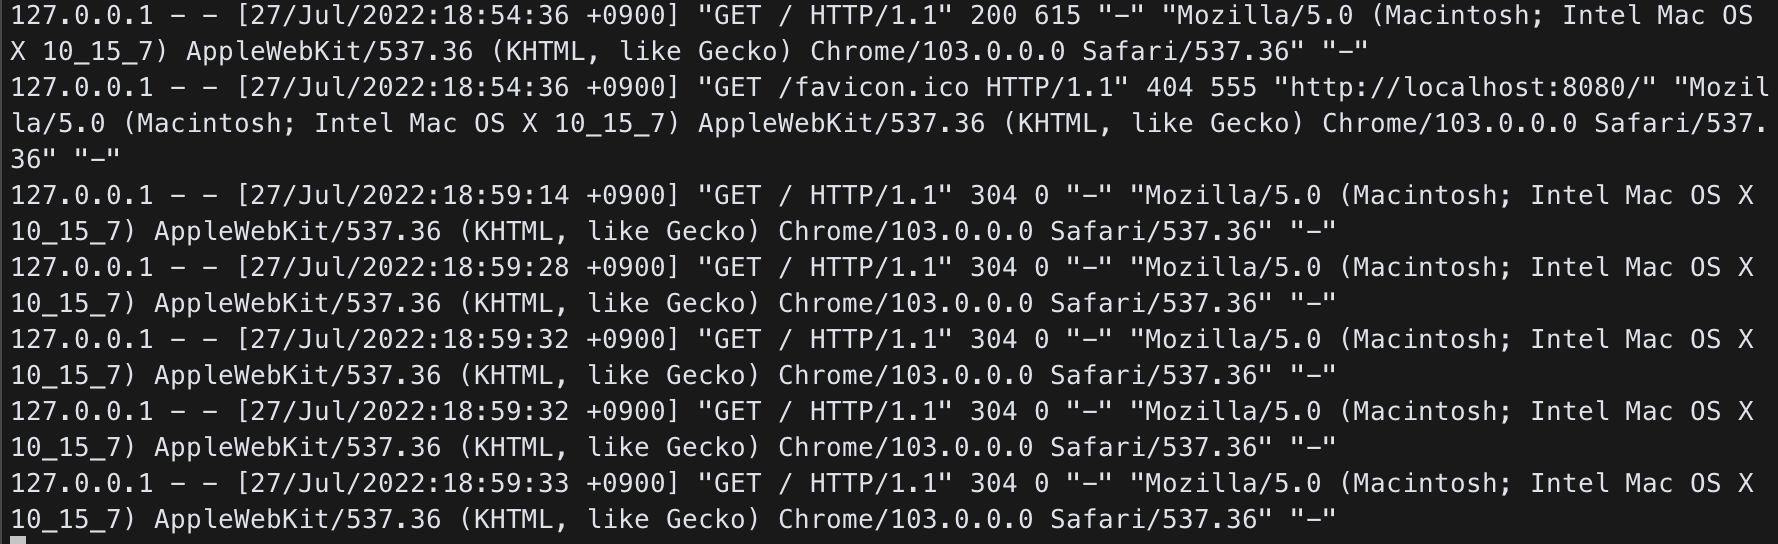 127.0.0.1 - - [27/Jul/2022:18:54:36 +0900] "GET / HTTP/1.1" 200 615 "-" "Mozilla/5.0 (Macintosh; Intel Mac OS
X 10_15_7) AppleWebKit/537.36 (KHTML, like Gecko) Chrome/103.0.0.0 Safari/537.36" "-"
127.0.0.1 - - [27/Jul/2022:18:54:36 +0900] "GET /favicon.ico HTTP/1.1" 404 555 "http://localhost:8080/" "Mozil
la/5.0 (Macintosh; Intel Mac OS X 10_15_7) AppleWebKit/537.36 (KHTML, like Gecko) Chrome/103.0.0.0 Safari/537.
36" "-"
127.0.0.1 - - [27/Jul/2022:18:59:14 +0900] "GET / HTTP/1.1" 304 0 "-" "Mozilla/5.0 (Macintosh; Intel Mac OS X
10_15_7) AppleWebKit/537.36 (KHTML, like Gecko) Chrome/103.0.0.0 Safari/537.36" "-"
127.0.0.1 - - [27/Jul/2022:18:59:28 +0900] "GET / HTTP/1.1" 304 0 "-" "Mozilla/5.0 (Macintosh; Intel Mac OS X
10_15_7) AppleWebKit/537.36 (KHTML, like Gecko) Chrome/103.0.0.0 Safari/537.36" "-"
127.0.0.1 - - [27/Jul/2022:18:59:32 +0900] "GET / HTTP/1.1" 304 0 "-" "Mozilla/5.0 (Macintosh; Intel Mac OS X
10_15_7) AppleWebKit/537.36 (KHTML, like Gecko) Chrome/103.0.0.0 Safari/537.36" "-"
127.0.0.1 - - [27/Jul/2022:18:59:32 +0900] "GET / HTTP/1.1" 304 0 "-" "Mozilla/5.0 (Macintosh; Intel Mac OS X
10_15_7) AppleWebKit/537.36 (KHTML, like Gecko) Chrome/103.0.0.0 Safari/537.36" "-"
127.0.0.1 - - [27/Jul/2022:18:59:33 +0900] "GET / HTTP/1.1" 304 0 "-" "Mozilla/5.0 (Macintosh; Intel Mac OS X
10_15_7) AppleWebKit/537.36 (KHTML, like Gecko) Chrome/103.0.0.0 Safari/537.36" "-"